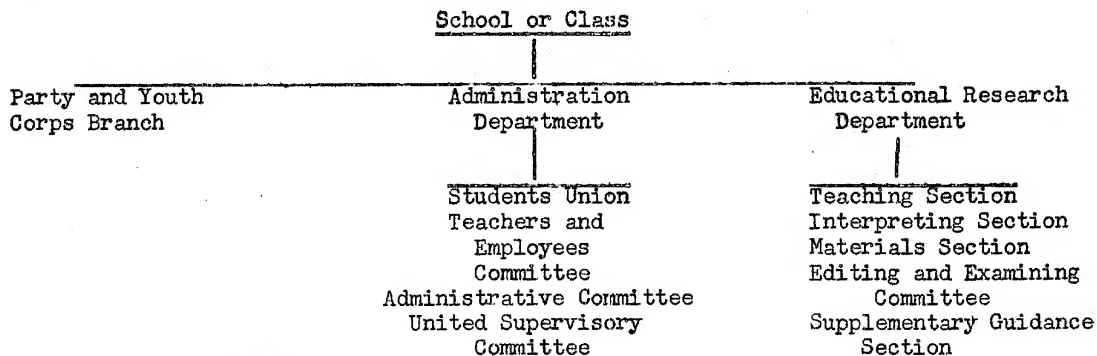 School or Class
Party and Youth
Corps Branch
Administration
Department
Educational Research
Department
Students Union
Teachers and
Employees
Committee
Administrative Committee
United Supervisory
Committee
Teaching Section
Interpreting Section
Materials Section
Editing and Examining
Committee
Supplementary Guidance
Section